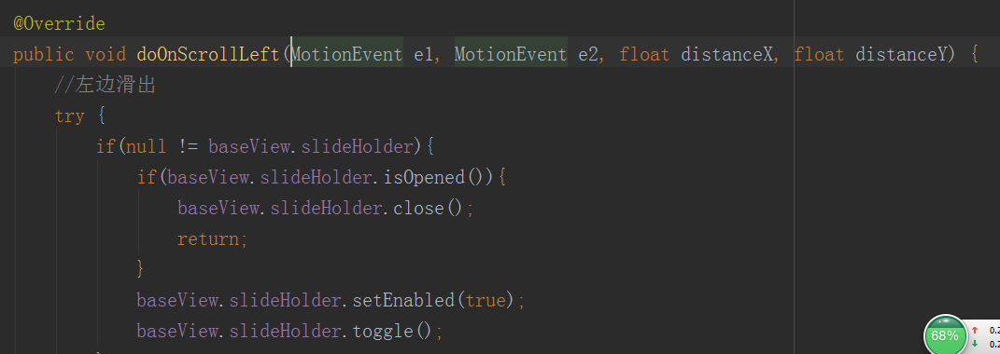 @Override
public void doOnScrollLeft(MotionEvent e1, MotionEvent e2, float distanceX, float distanceY) {
//左边滑出
try {
if(null != baseView.slideHolder){
if(baseView.slideHolder.isOpened()){
baseView.slideHolder.close();
return;
}
baseView.slideHolder.setEnabled(true);
baseView.slideHolder.toggle();
68%
↑ 0.2
↓ 0.2